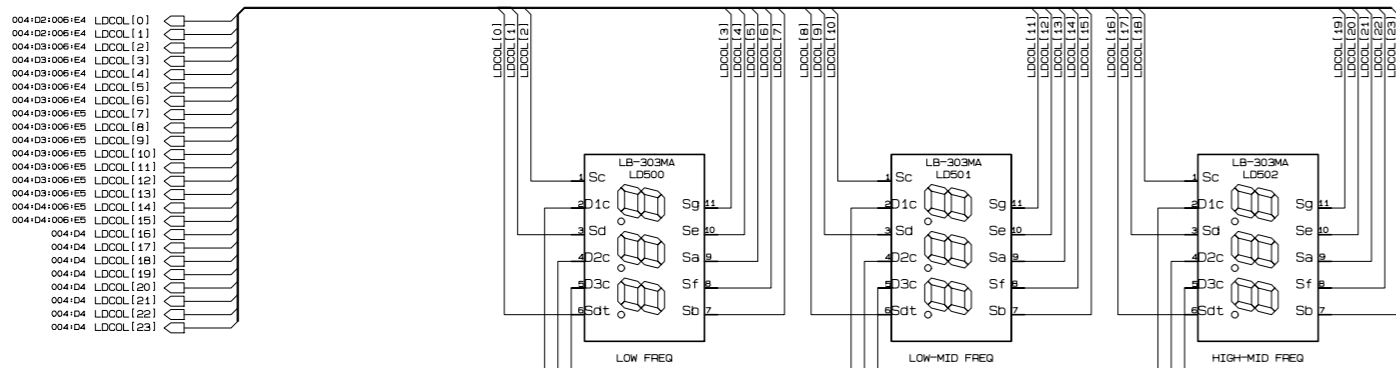 004:D2:006:E4 LDCOL[0]
004:D2:006:E4 LDCOL[1]
004:D3:006:E4 LDCOL[2]
004:D3:006:E4 LDCOL[3]
004:D3:006:E4 LDCOL[4]
004:D3:006:E4 LDCOL[5]
004:D3:006:E4 LDCOL[6]
004:D3:006:E5 LDCOL[7]
004:D3:006:E5 LDCOL[8]
004:D3:006:E5 LDCOL[9]
004:D3:006:E5 LDCOL[10]
004:D3:006:E5 LDCOL[11]
004:D3:006:E5 LDCOL[12]
004:D3:006:E5 LDCOL[13]
004:D4:006:E5 LDCOL[14]
004:D4:006:E5 LDCOL[15]
004:D4 LDCOL[16]
004:D4 LDCOL[17]
004:D4 LDCOL[18]
004:D4 LDCOL[19]
004:D4 LDCOL[20]
004:D4 LDCOL[21]
004:D4 LDCOL[22]
004:D4 LDCOL[23]
LDCOL[0]
LDCOL[1]
LDCOL[2]
LDCOL[3]
LDCOL[4]
LDCOL[5]
LDCOL[6]
LDCOL[7]
LB-303MA
LD500
1 Sc
2 D1c Sg 11
3 Sd Se 10
4 D2c Sa 9
5 D3c Sf 8
6 Sdt Sb 7
LOW FREQ
LDCOL[8]
LDCOL[9]
LDCOL[10]
LDCOL[11]
LDCOL[12]
LDCOL[13]
LDCOL[14]
LDCOL[15]
LB-303MA
LD501
1 Sc
2 D1c Sg 11
3 Sd Se 10
4 D2c Sa 9
5 D3c Sf 8
6 Sdt Sb 7
LOW-MID FREQ
LDCOL[16]
LDCOL[17]
LDCOL[18]
LDCOL[19]
LDCOL[20]
LDCOL[21]
LDCOL[22]
LDCOL[23]
LB-303MA
LD502
1 Sc
2 D1c Sg 11
3 Sd Se 10
4 D2c Sa 9
5 D3c Sf 8
6 Sdt Sb 7
HIGH-MID FREQ